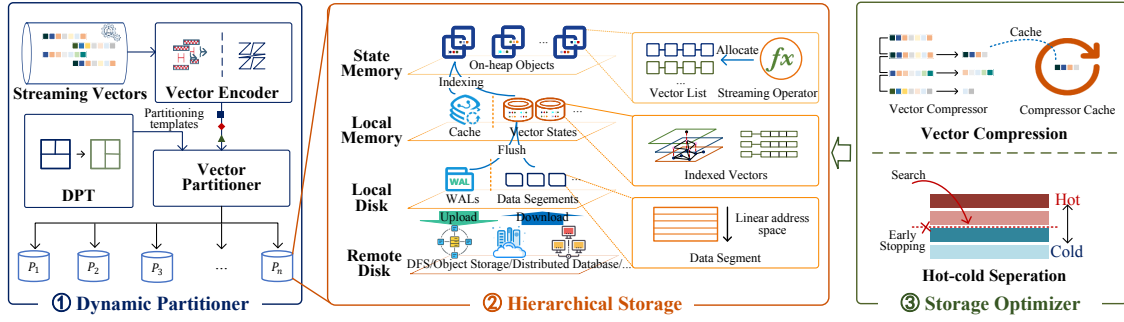 Streaming Vectors
Vector Encoder
Partitioning
templates
DPT
Vector
Partitioner
P1
P2
P3
...
Pn
① Dynamic Partitioner
State
Memory
On-heap Objects
...
Indexing
Local
Memory
Cache
Vector States
...
Flush
Local
Disk
WAL
WALs
Data Segements
...
Upload
Download
Remote
Disk
DFS/Object Storage/Distributed Database/...
Allocate
...
Vector List
fx
Streaming Operator
Indexed Vectors
Linear address
space
Data Segment
② Hierarchical Storage
Cache
Vector Compressor
Compressor Cache
Vector Compression
Search
Hot
Early
Stopping
Cold
Hot-cold Seperation
③ Storage Optimizer